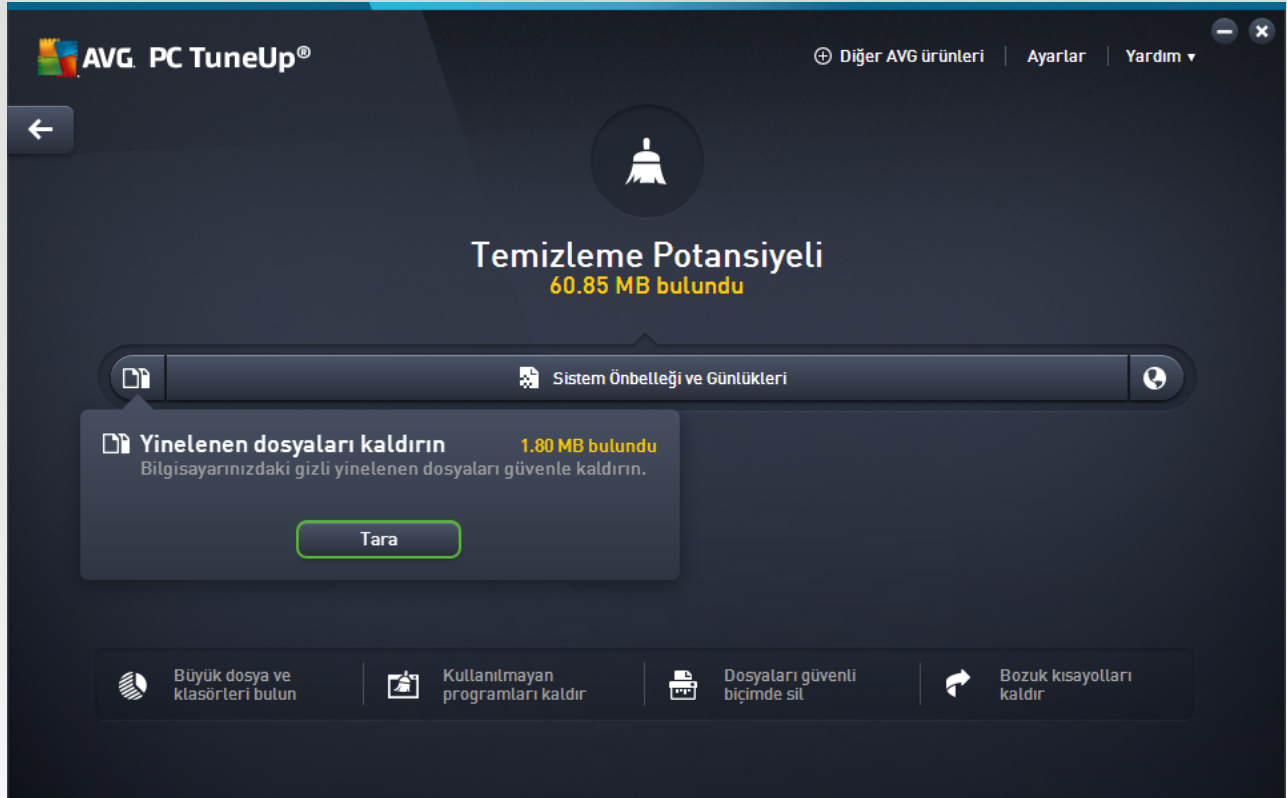 AVG. PC TuneUp®
Diğer AVG ürünleri
Ayarlar
Yardım
Temizleme Potansiyeli
60.85 MB bulundu
Sistem Önbelleği ve Günlükleri
Yinelenen dosyaları kaldırın 1.80 MB bulundu
Bilgisayarınızdaki gizli yinelenen dosyaları güvenle kaldırın.
Tara
Büyük dosya ve
klasörleri bulun
Kullanılmayan
programları kaldır
Dosyaları güvenli
biçimde sil
Bozuk kısayolları
kaldır